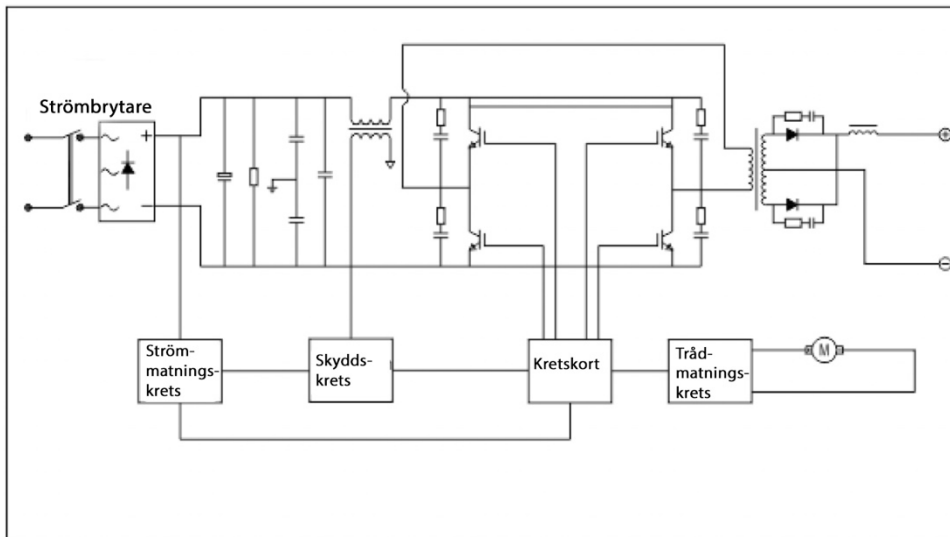 Strömbrytare
Ström-
matnings-
krets
Skydds-
krets
Kretskort
Tråd-
matnings-
krets
M